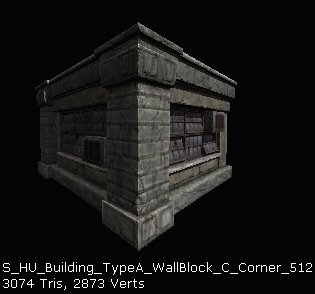 S_HU_Building_TypeA_WallBlock_C_Corner_512
3074 Tris, 2873 Verts